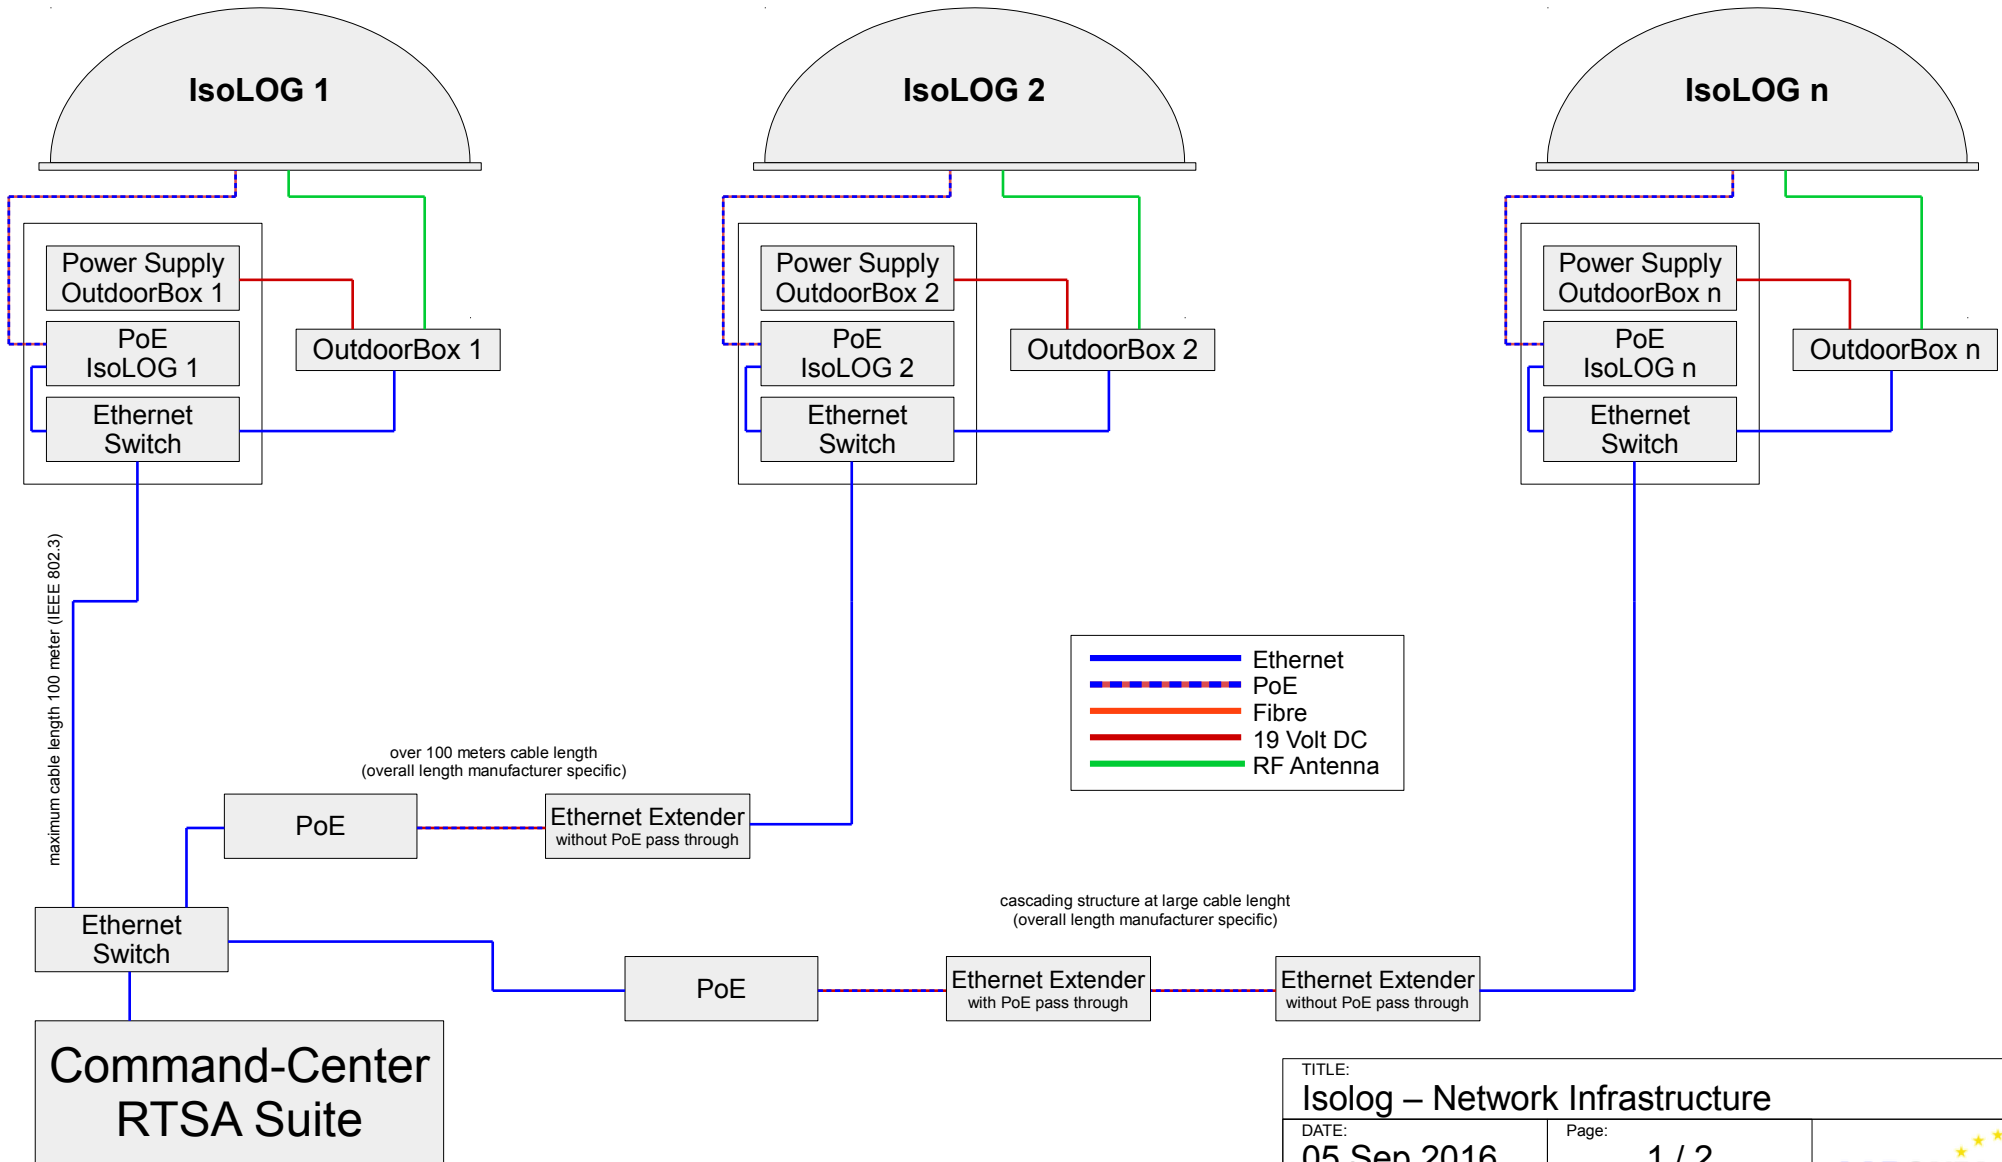 IsoLOG 1
IsoLOG 2
IsoLOG n
Power Supply
OutdoorBox 1
PoE
IsoLOG 1
Ethernet
Switch
OutdoorBox 1
Power Supply
OutdoorBox 2
PoE
IsoLOG 2
Ethernet
Switch
OutdoorBox 2
Power Supply
OutdoorBox n
PoE
IsoLOG n
Ethernet
Switch
OutdoorBox n
maximum cable length 100 meter (IEEE 802.3)
Ethernet
PoE
Fibre
19 Volt DC
RF Antenna
over 100 meters cable length
(overall length manufacturer specific)
PoE
Ethernet Extender
without PoE pass through
cascading structure at large cable lenght
(overall length manufacturer specific)
Ethernet
Switch
PoE
Ethernet Extender
with PoE pass through
Ethernet Extender
without PoE pass through
Command-Center
RTSA Suite
TITLE:
Isolog – Network Infrastructure
DATE:
05 Sep 2016
Page:
1 / 2